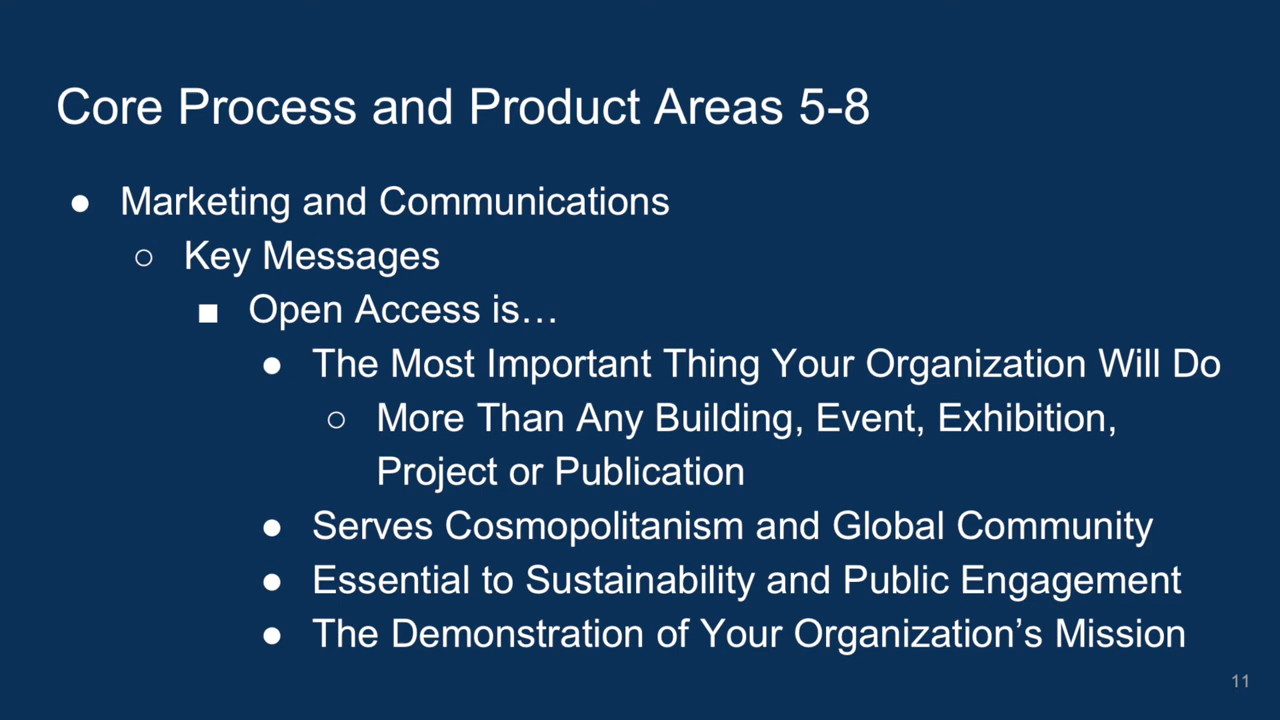 Core Process and Product Areas 5-8
● Marketing and Communications
○ Key Messages
■ Open Access is…
● The Most Important Thing Your Organization Will Do
○ More Than Any Building, Event, Exhibition,
Project or Publication
● Serves Cosmopolitanism and Global Community
● Essential to Sustainability and Public Engagement
● The Demonstration of Your Organization’s Mission
11